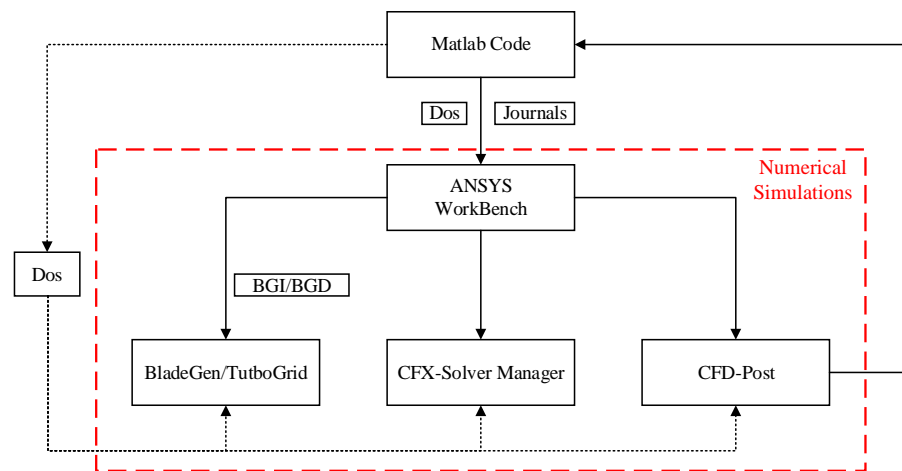 Matlab Code
Dos
Journals
Numerical
Simulations
ANSYS
WorkBench
Dos
BGI/BGD
BladeGen/TutboGrid
CFX-Solver Manager
CFD-Post